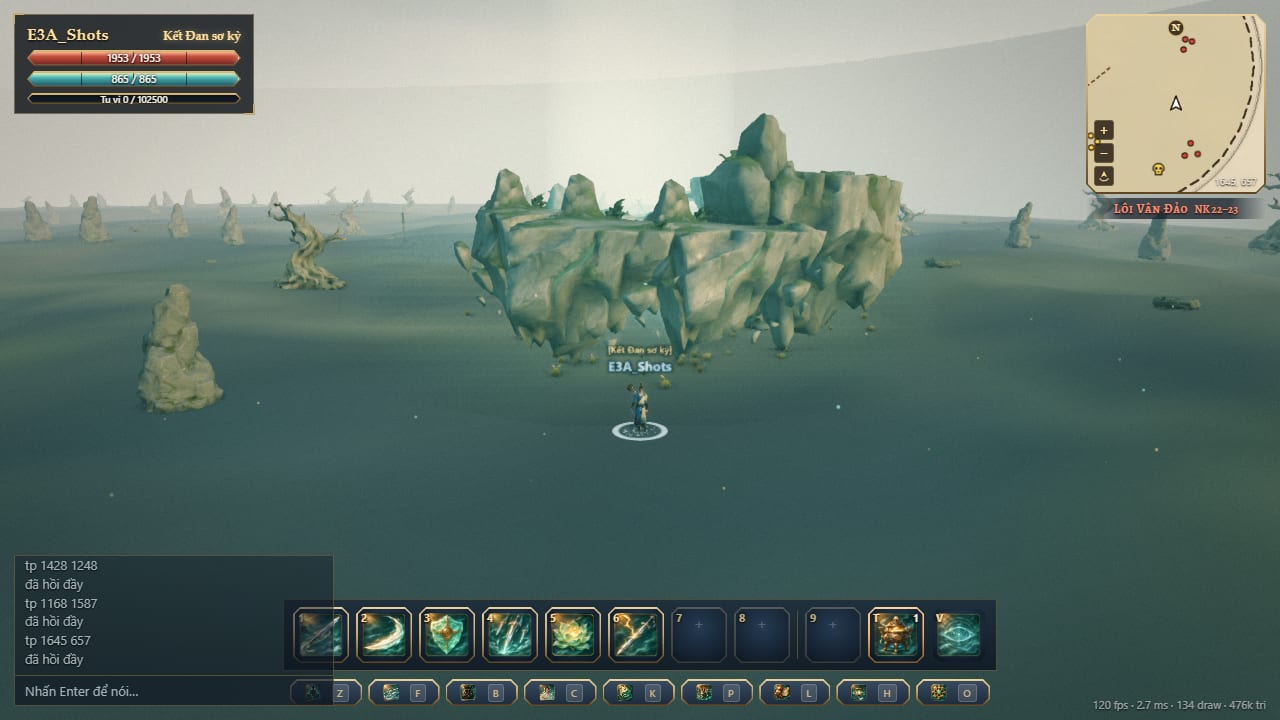 E3A_Shots
Kết Đan sơ kỳ
1953 / 1953
865 / 865
Tu vi 0 / 102500
N
+
−
1645, 657
LÔI VÂN ĐẢO NK 22–23
[Kết Đan sơ kỳ]
E3A_Shots
tp 1428 1248
đã hồi đầy
tp 1168 1587
đã hồi đầy
tp 1645 657
đã hồi đầy
Nhấn Enter để nói...
1 2 3 4 5 6 7 8 9 T 1 V
+ + +
Z F B C K P L H O
120 fps · 2.7 ms · 134 draw · 476k tri